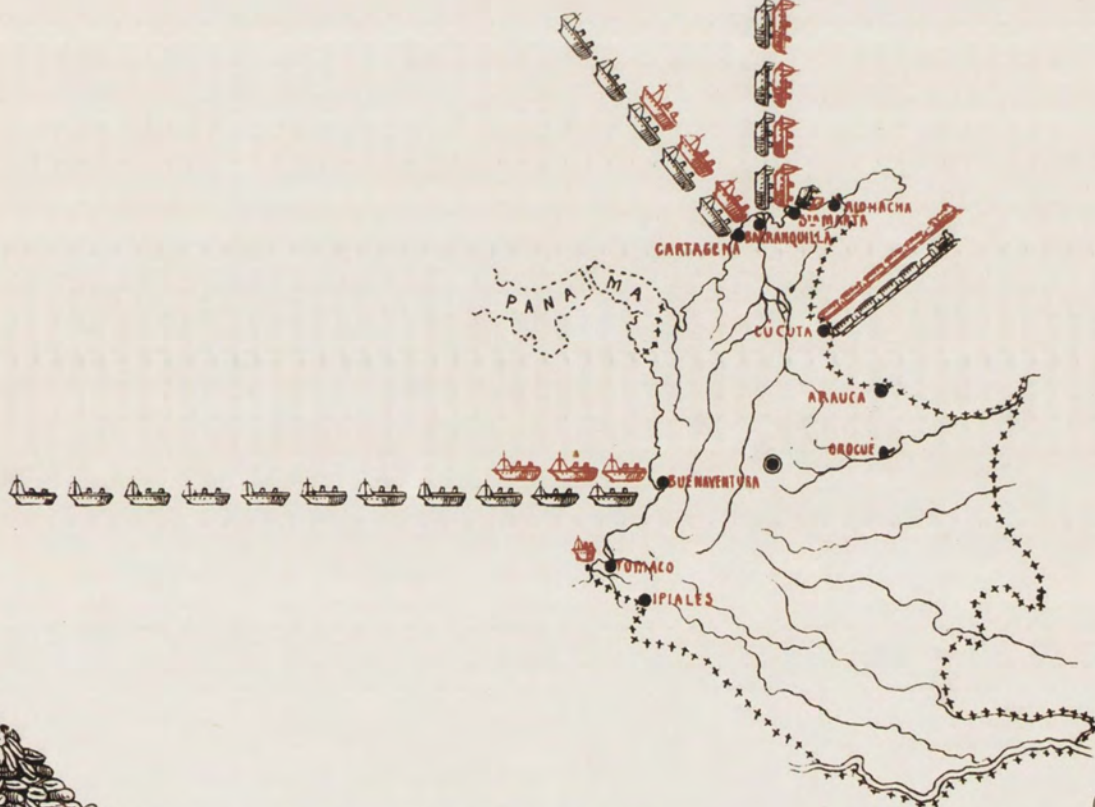 RIOHACHA
Sta MARTA
BARRANQUILLA
CARTAGENA
PANAMA
CUCUTA
ARAUCA
OROCUÉ
BUENAVENTURA
TUMACO
IPIALES